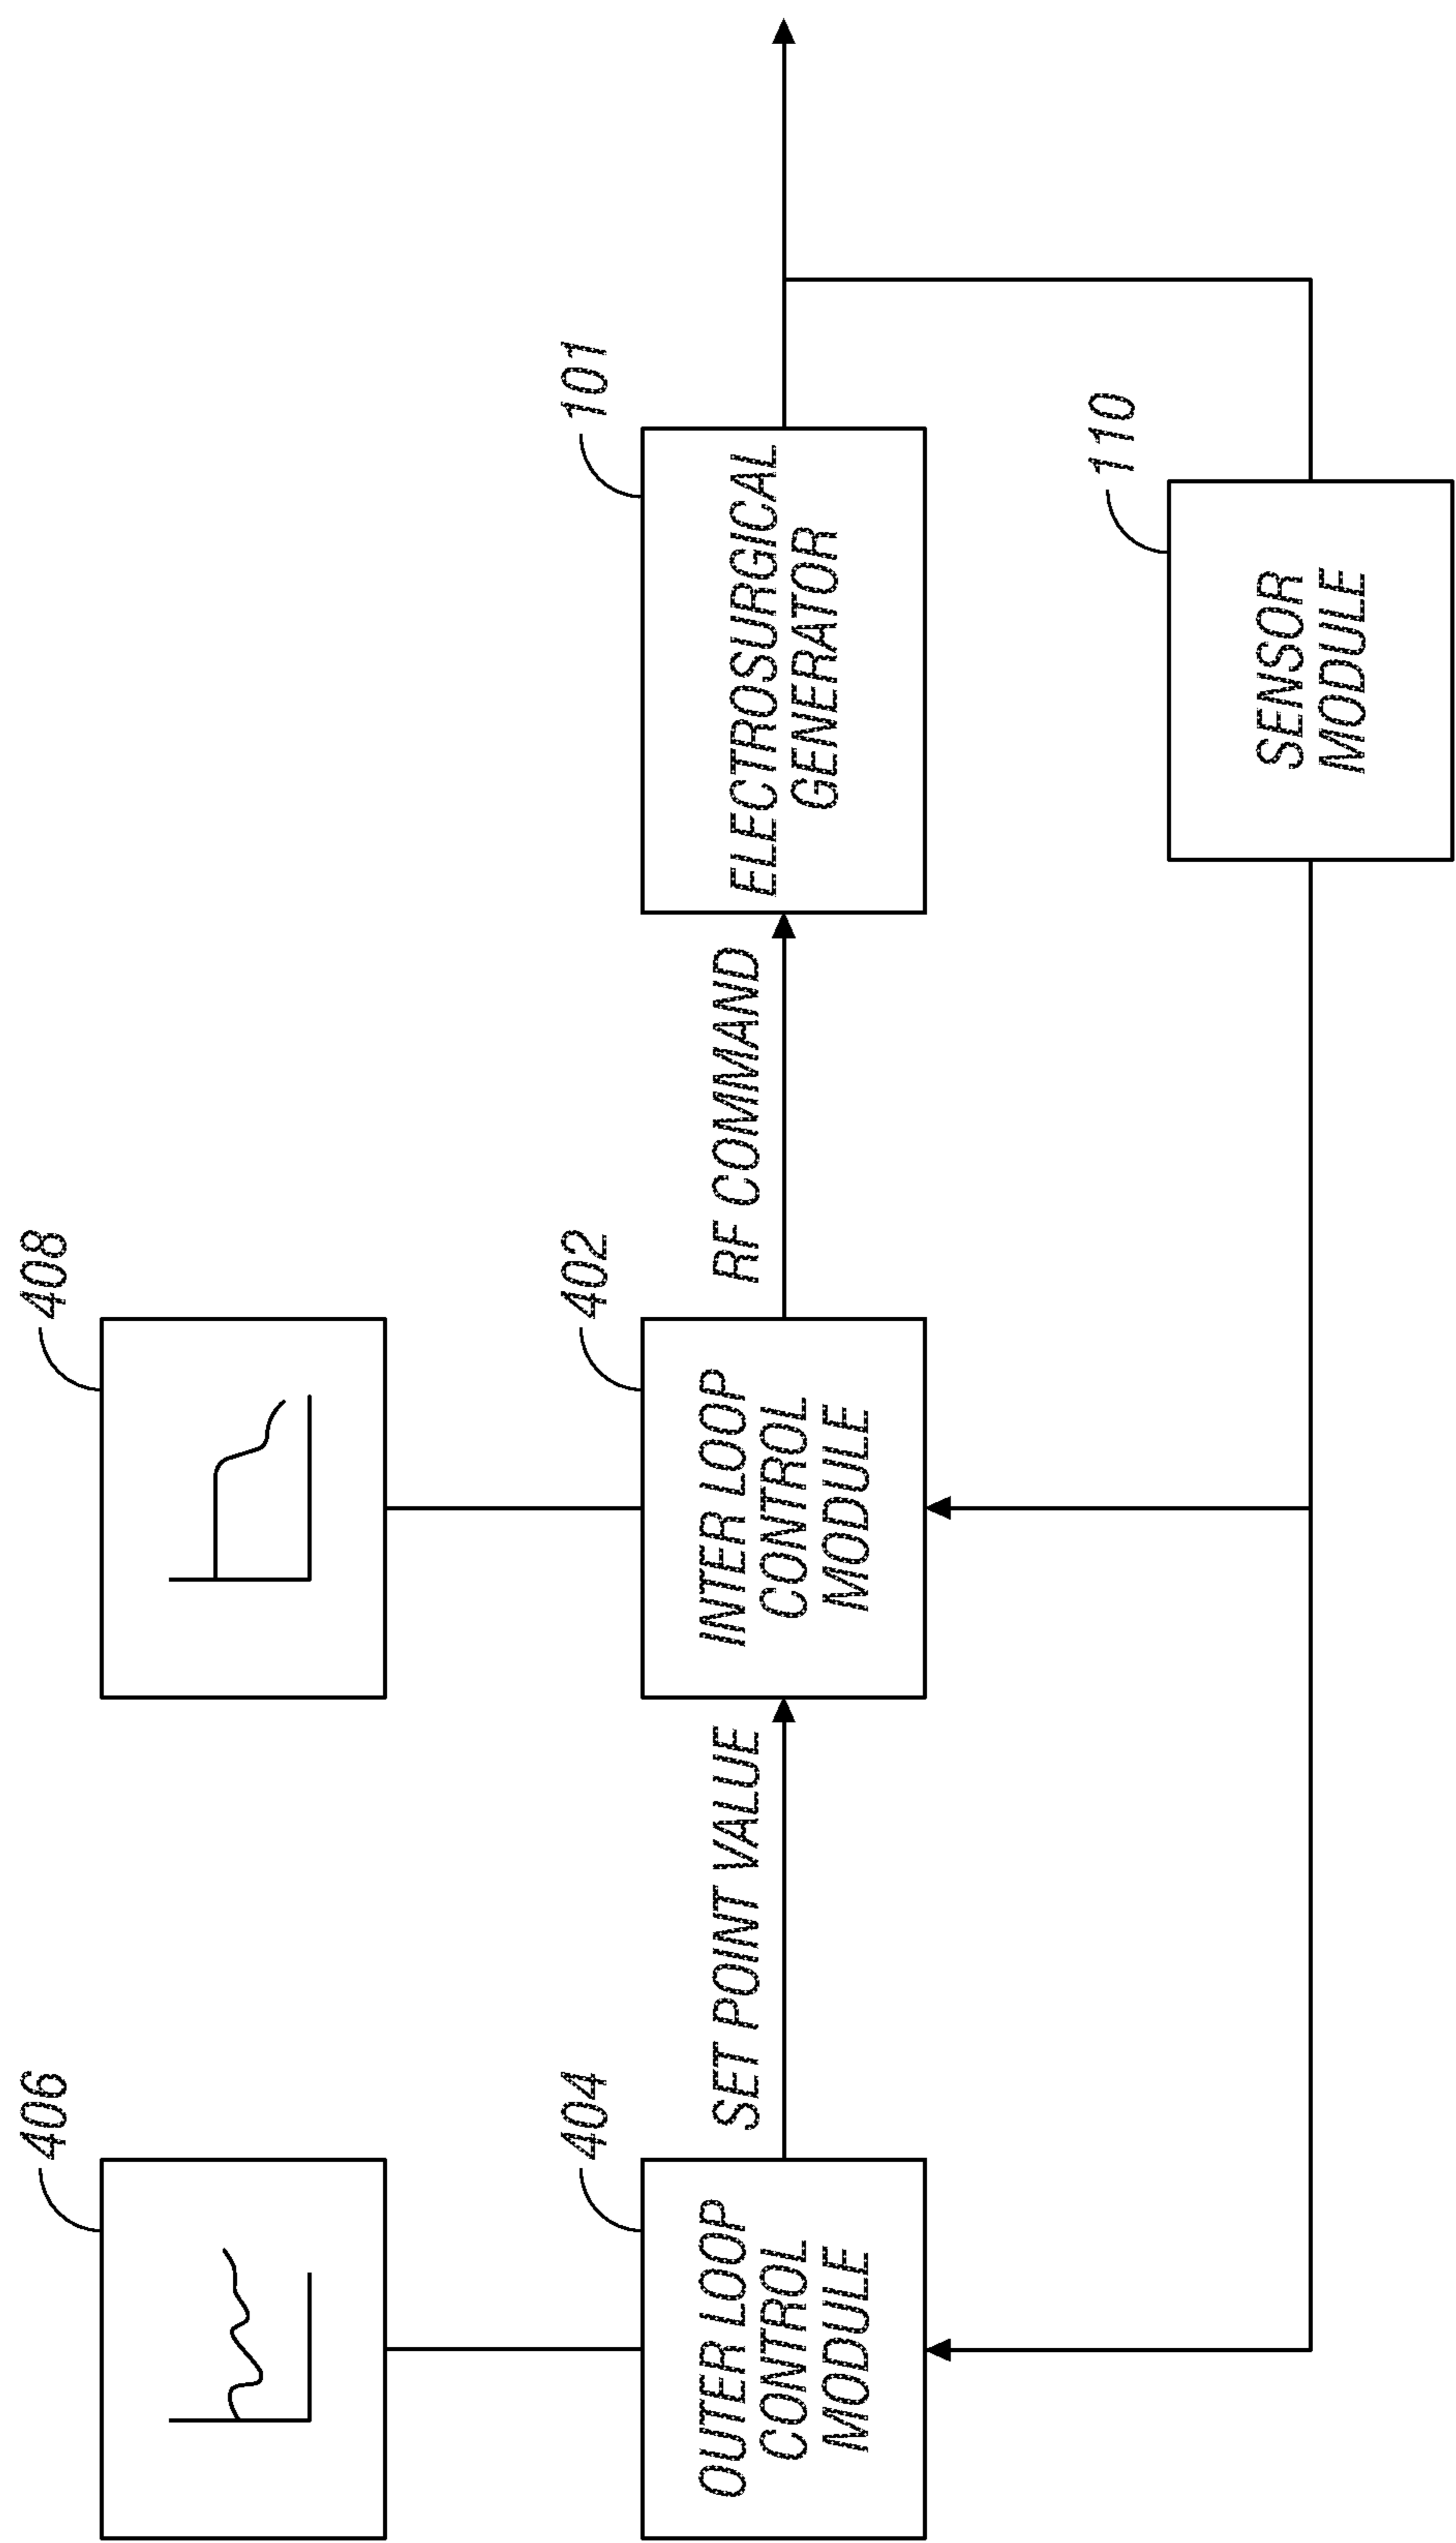 406
408
OUTER LOOP
CONTROL
MODULE
404
SET POINT VALUE
INTER LOOP
CONTROL
MODULE
402
RF COMMAND
ELECTROSURGICAL
GENERATOR
101
SENSOR
MODULE
110